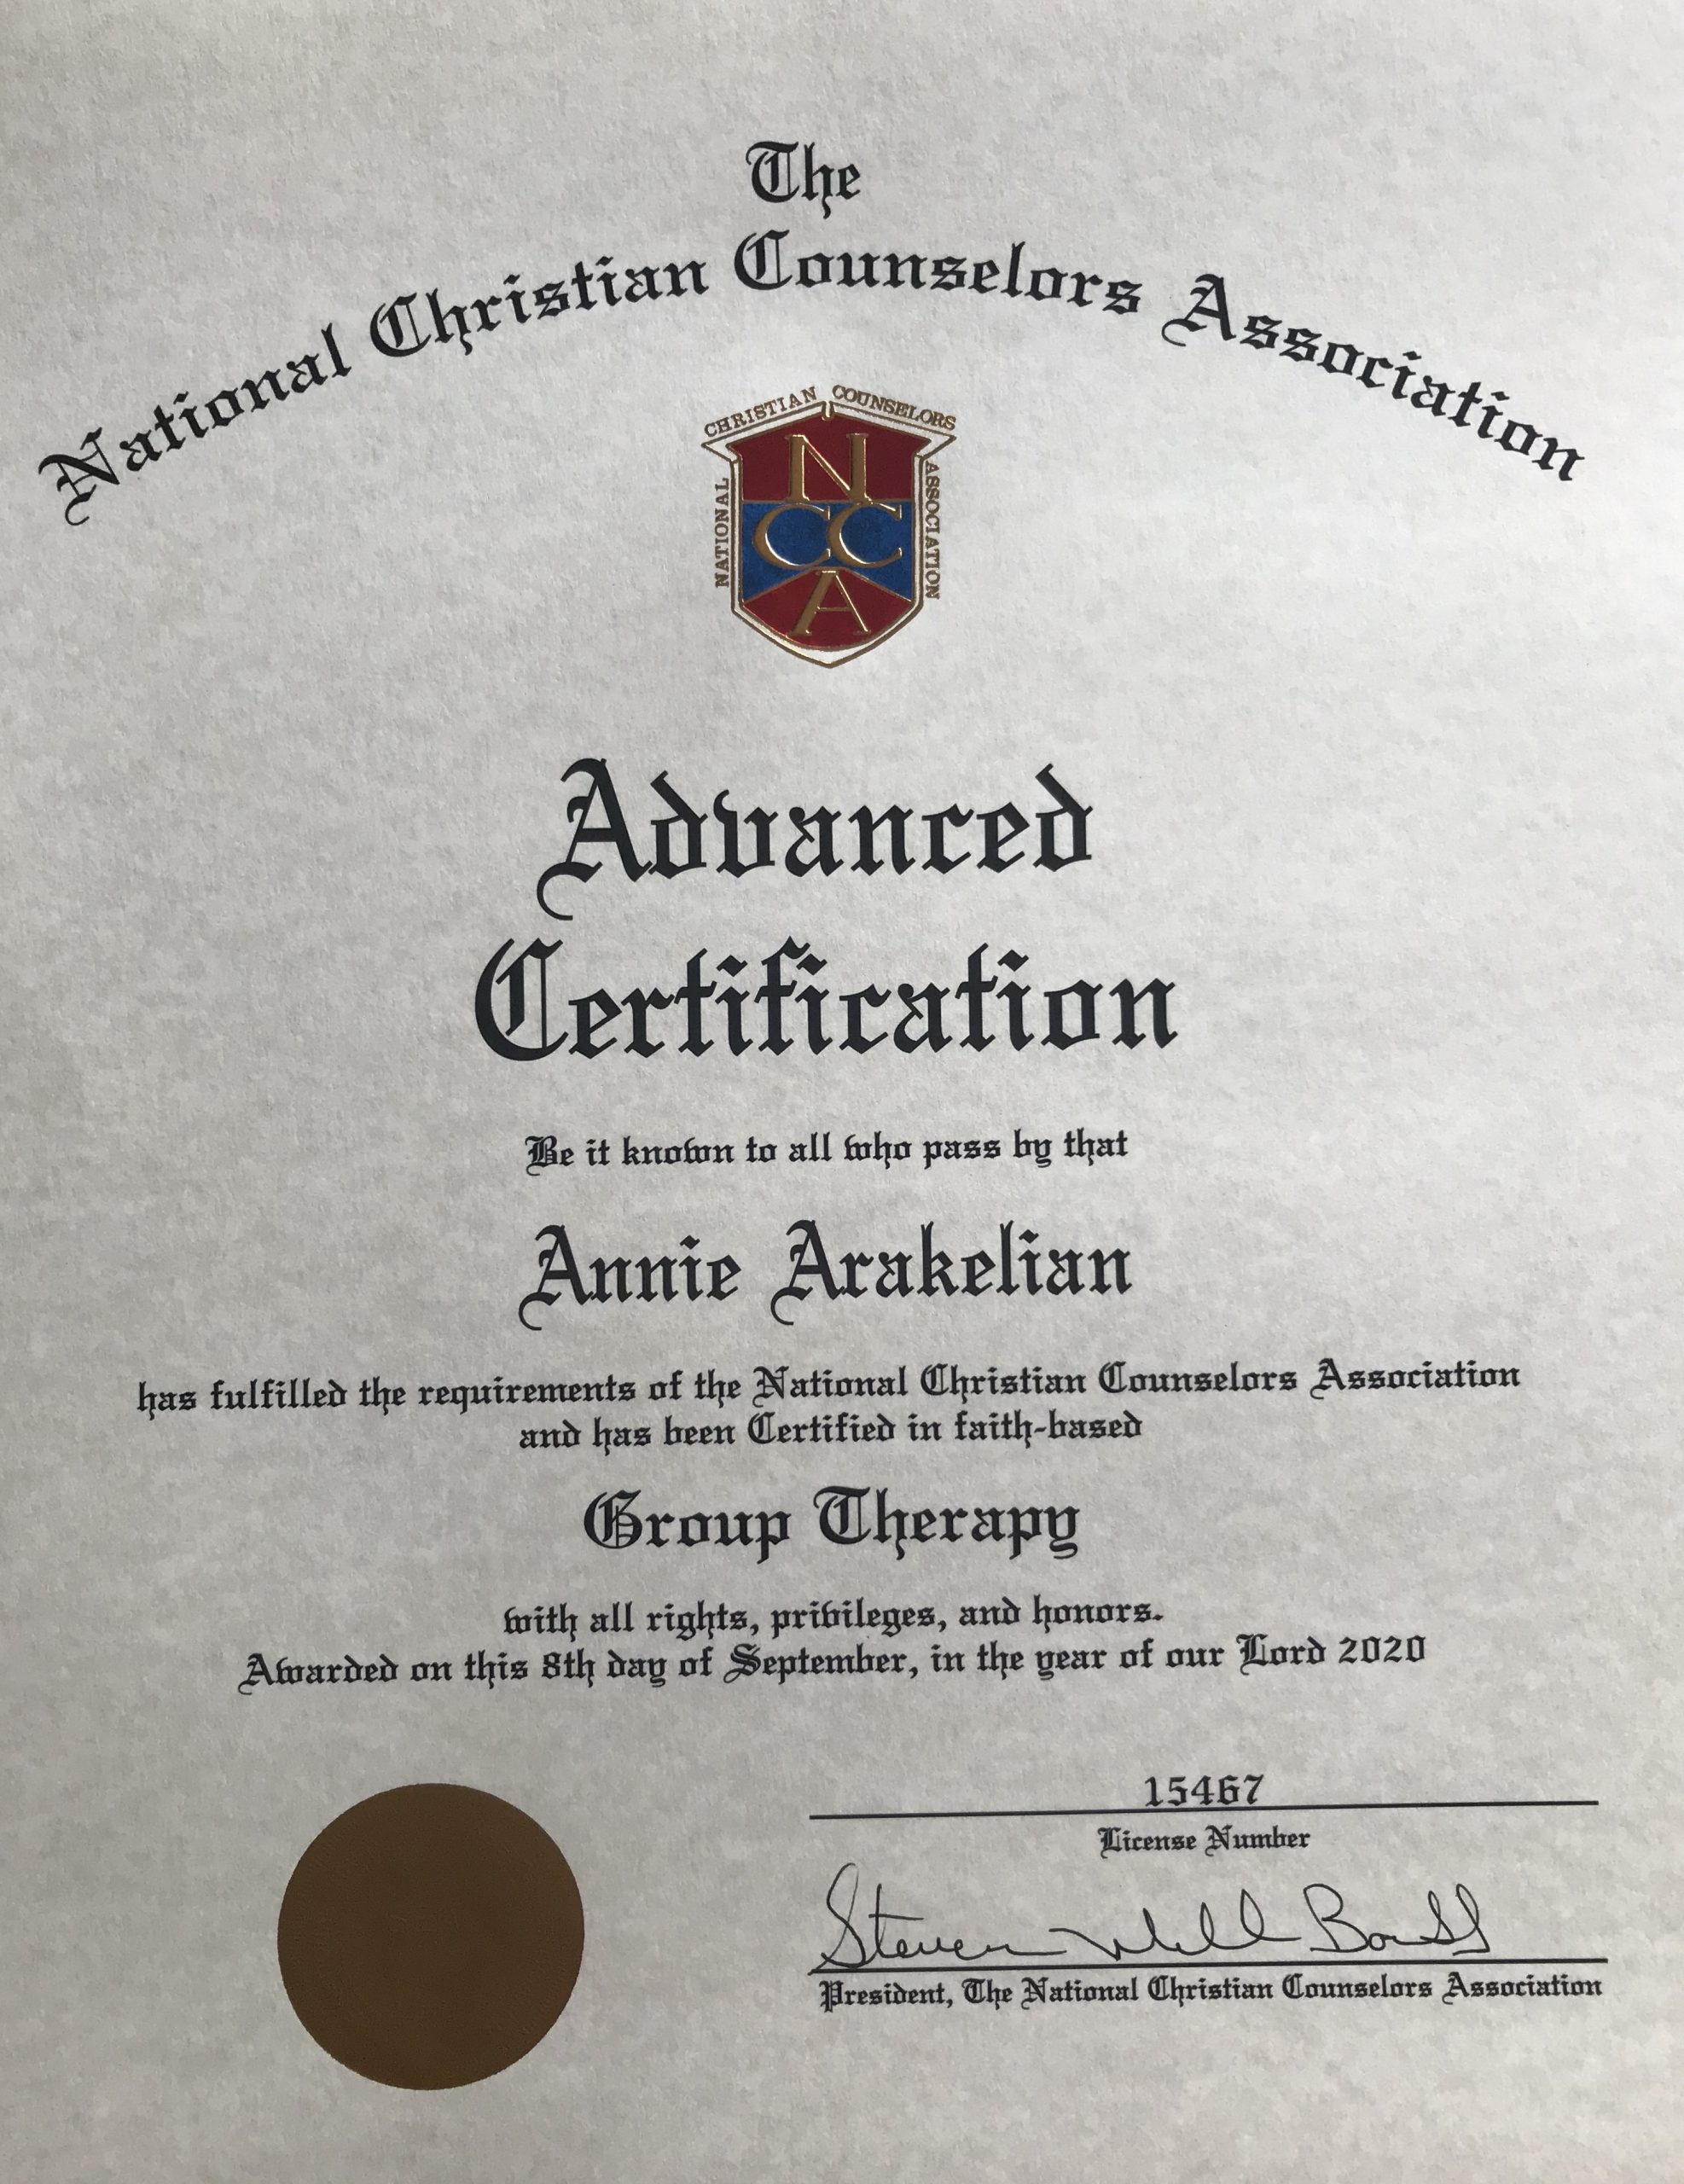 The
National Christian Counselors Association
CHRISTIAN COUNSELORS
NATIONAL
ASSOCIATION
N
CC
A
Advanced
Certification
Be it known to all who pass by that
Annie Arakelian
has fulfilled the requirements of the National Christian Counselors Association
and has been Certified in faith-based
Group Therapy
with all rights, privileges, and honors.
Awarded on this 8th day of September, in the year of our Lord 2020
15467
License Number
Steven
President, The National Christian Counselors Association